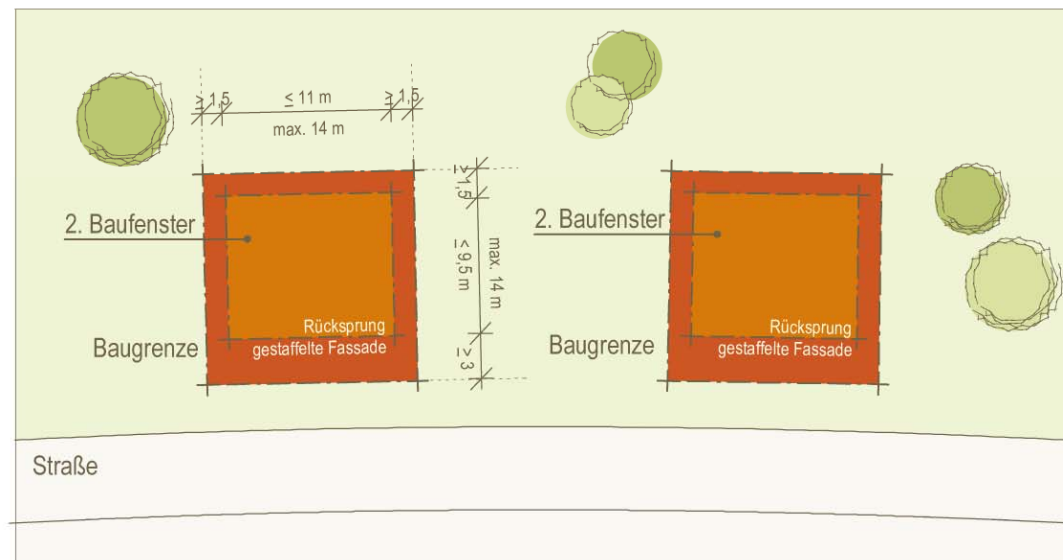 ≥ 1,5
≤ 11 m
≥ 1,5
max. 14 m
≥ 1,5
≤ 9,5 m
max. 14 m
≥ 3
2. Baufenster
Rücksprung
gestaffelte Fassade
Baugrenze
2. Baufenster
Rücksprung
gestaffelte Fassade
Baugrenze
Straße